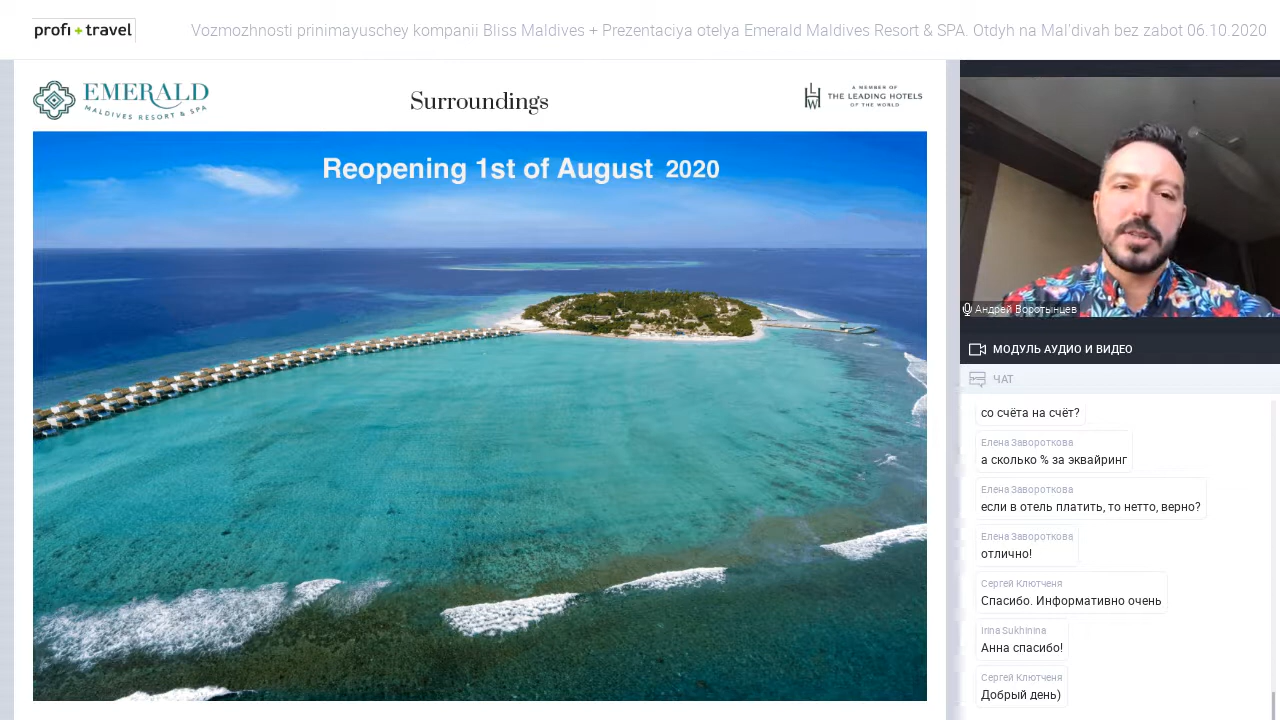 profi + travel
Vozmozhnosti prinimayuschey kompanii Bliss Maldives + Prezentaciya otelya Emerald Maldives Resort & SPA. Otdyh na Mal'divah bez zabot 06.10.2020
EMERALD
MALDIVES RESORT & SPA
Surroundings
A MEMBER OF
THE LEADING HOTELS
OF THE WORLD
Reopening 1st of August 2020
Андрей Воротынцев
МОДУЛЬ АУДИО И ВИДЕО
ЧАТ
со счёта на счёт?
Елена Завороткова
а сколько % за эквайринг
Елена Завороткова
если в отель платить, то нетто, верно?
Елена Завороткова
отлично!
Сергей Ключеня
Спасибо. Информативно очень
Irina Sukhinina
Анна спасибо!
Сергей Ключеня
Добрый день)